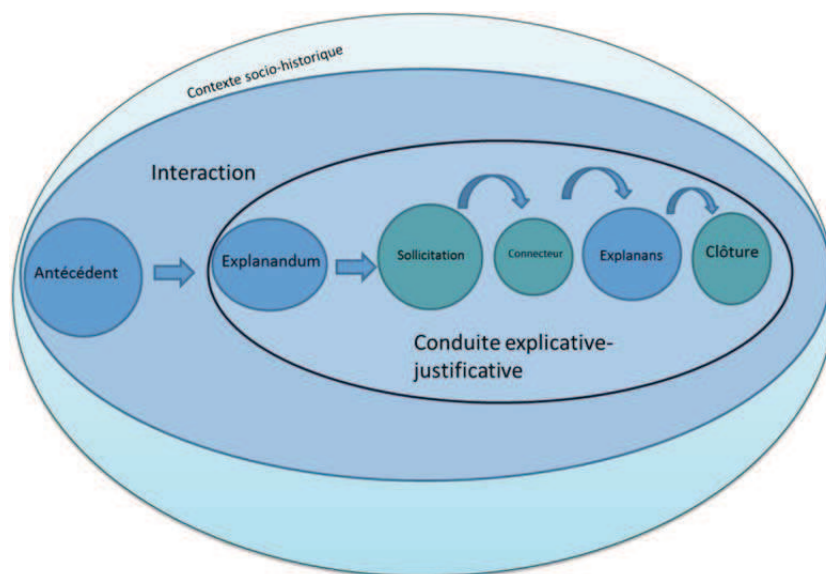 Contexte socio-historique
Interaction
Antécédent
Explanandum
Sollicitation
Connecteur
Explanans
Clôture
Conduite explicative-
justificative